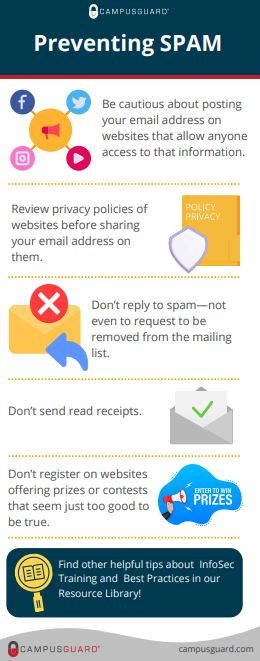 CAMPUSGUARD®
Preventing SPAM
Be cautious about posting
your email address on
websites that allow anyone
access to that information.
Review privacy policies of
websites before sharing
your email address on
them.
POLICY
PRIVACY
Don't reply to spam—not
even to request to be
removed from the mailing
list.
Don't send read receipts.
Don't register on websites
offering prizes or contests
that seem just too good to
be true.
ENTER TO WIN
PRIZES
Find other helpful tips about InfoSec
Training and Best Practices in our
Resource Library!
CAMPUSGUARD®
campusguard.com